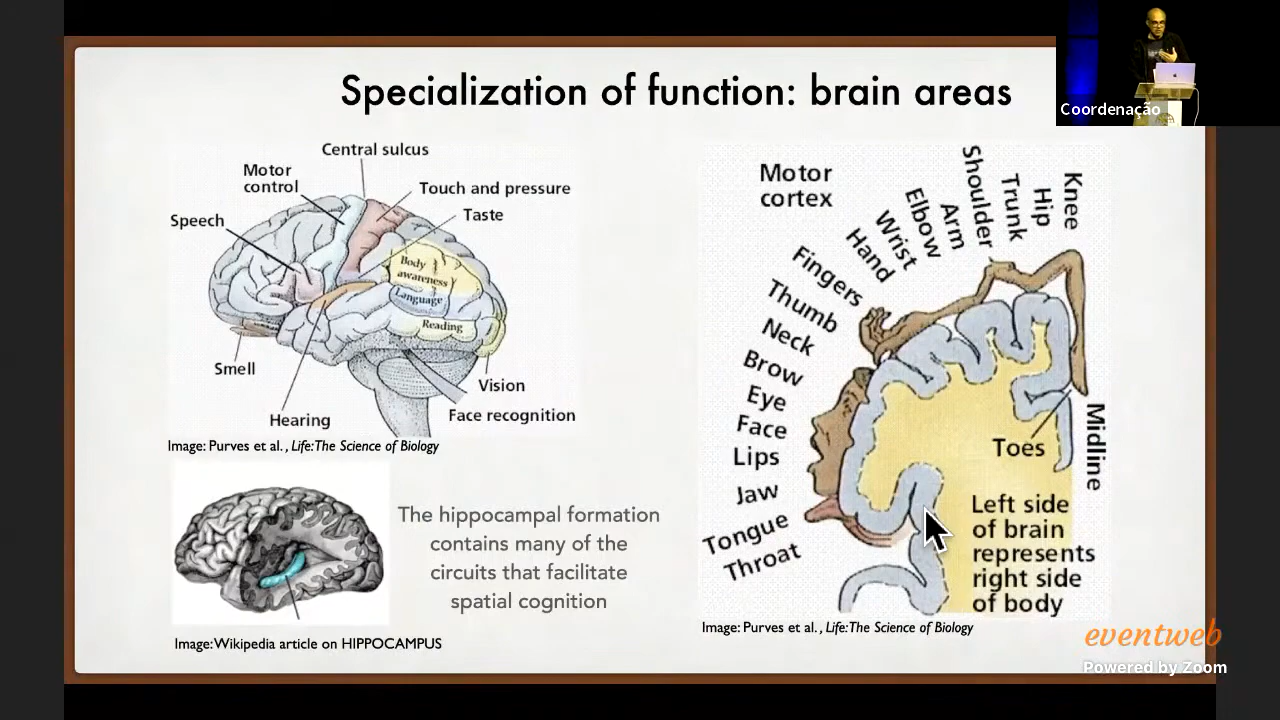 Specialization of function: brain areas
Coordenação
Central sulcus
Motor
control
Touch and pressure
Speech
Taste
Body
awareness
Language
Reading
Smell
Vision
Hearing
Face recognition
Image: Purves et al., Life: The Science of Biology
The hippocampal formation
contains many of the
circuits that facilitate
spatial cognition
Image: Wikipedia article on HIPPOCAMPUS
Motor
cortex
Knee
Hip
Trunk
Shoulder
Arm
Elbow
Wrist
Hand
Fingers
Thumb
Neck
Brow
Eye
Face
Lips
Jaw
Tongue
Throat
Toes
Midline
Left side
of brain
represents
right side
of body
Image: Purves et al., Life: The Science of Biology
eventweb
Powered by Zoom